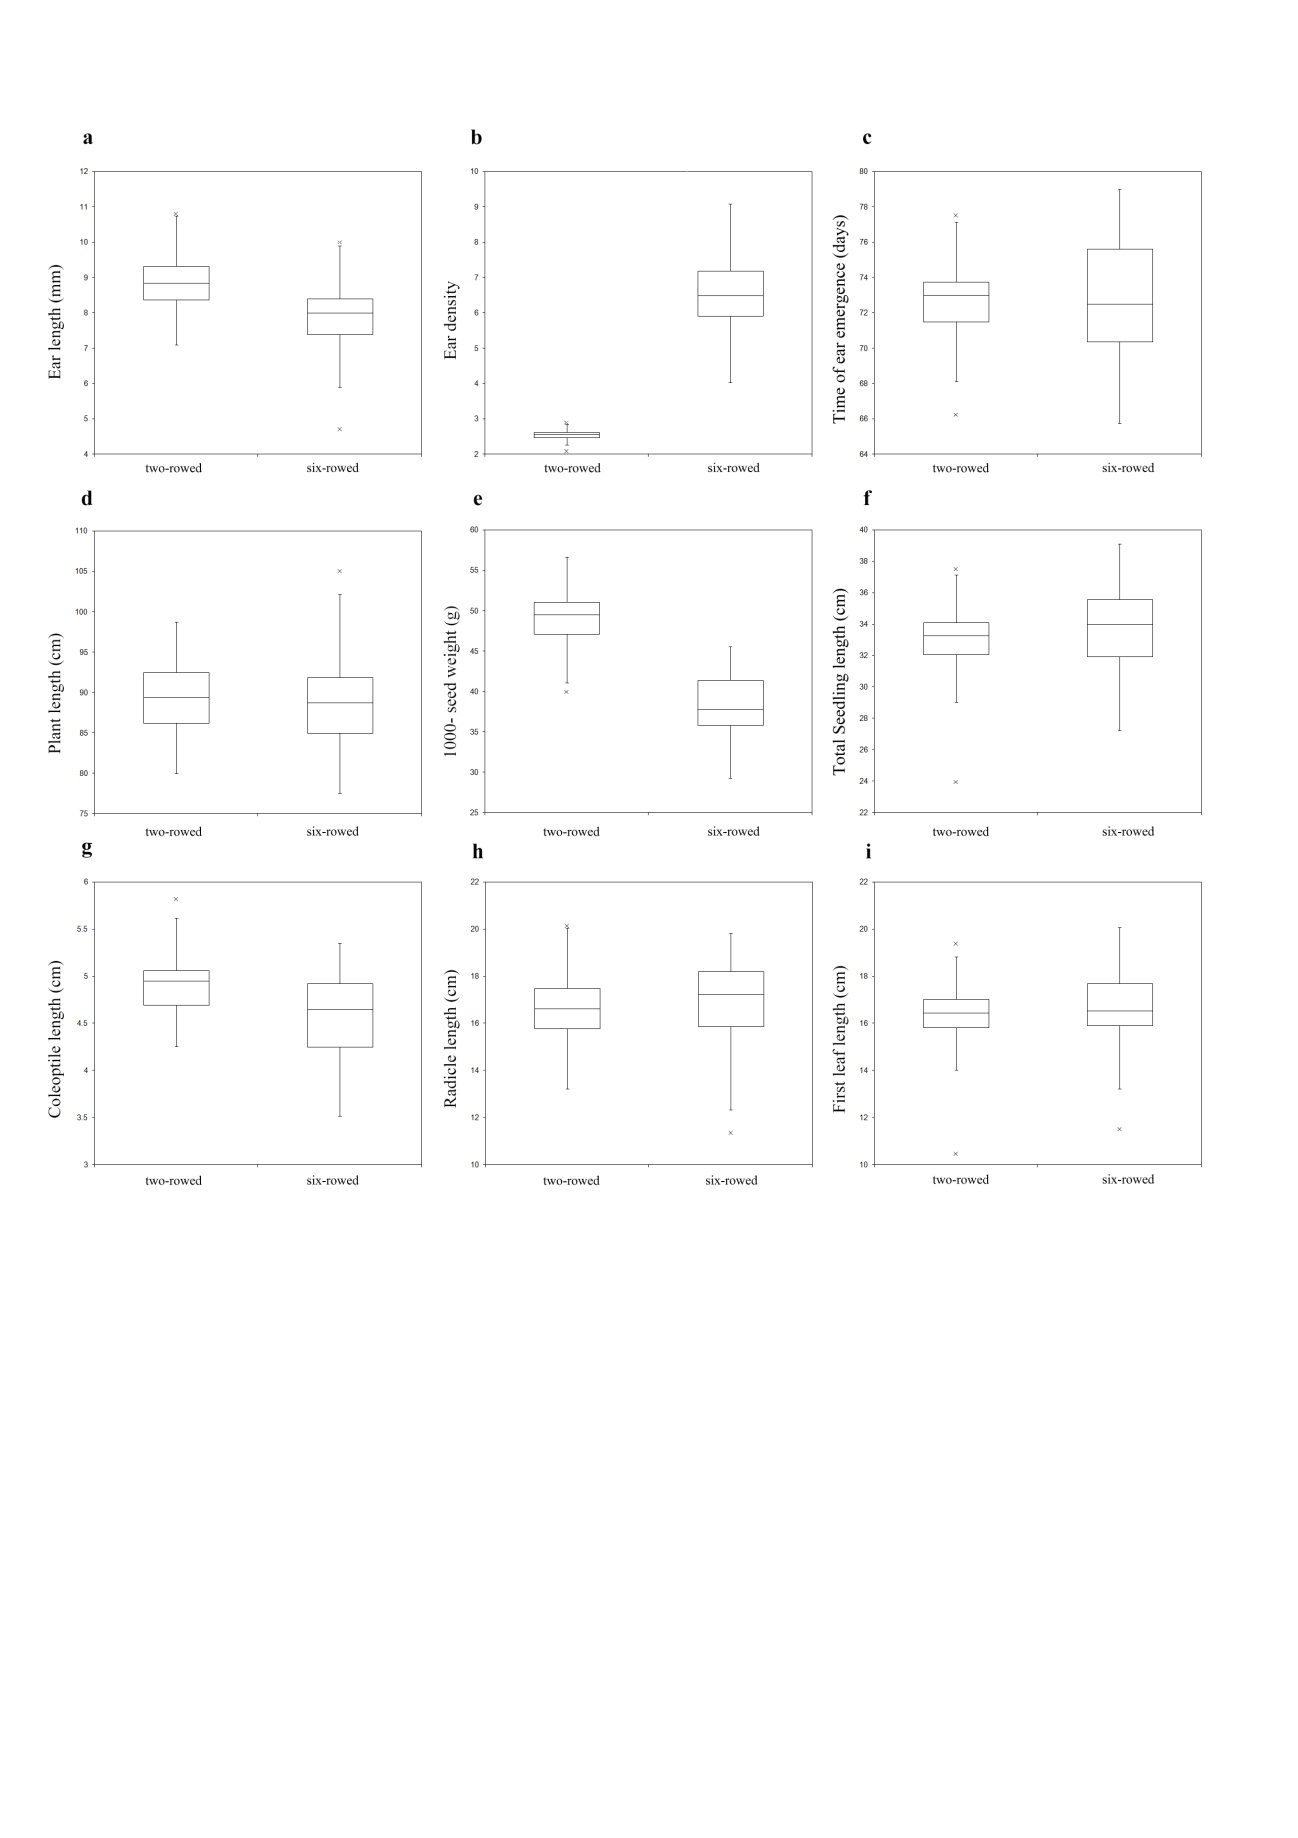 a
Ear length (mm)
12
11
10
9
8
7
6
5
4
two-rowed six-rowed
b
Ear density
10
9
8
7
6
5
4
3
2
two-rowed six-rowed
c
Time of ear emergence (days)
80
78
76
74
72
70
68
66
64
two-rowed six-rowed
d
Plant length (cm)
110
105
100
95
90
85
80
75
two-rowed six-rowed
e
1000- seed weight (g)
60
55
50
45
40
35
30
25
two-rowed six-rowed
f
Total Seedling length (cm)
40
38
36
34
32
30
28
26
24
22
two-rowed six-rowed
g
Coleoptile length (cm)
6
5.5
5
4.5
4
3.5
3
two-rowed six-rowed
h
Radicle length (cm)
22
20
18
16
14
12
10
two-rowed six-rowed
i
First leaf length (cm)
22
20
18
16
14
12
10
two-rowed six-rowed